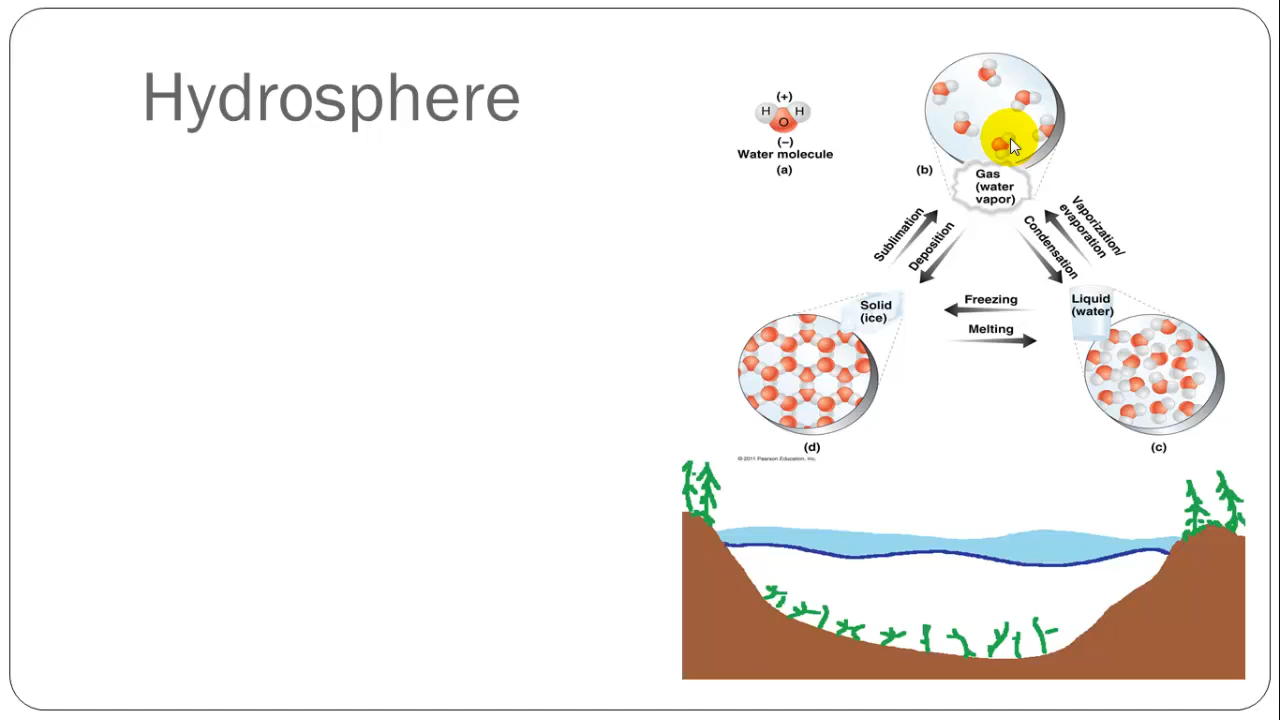 Hydrosphere
(+)
H H
O
(–)
Water molecule
(a)
(b)
Gas
(water
vapor)
Sublimation
Deposition
Condensation
Vaporization/
evaporation
Solid
(ice)
Freezing
Melting
Liquid
(water)
(d)
(c)
© 2011 Pearson Education, Inc.